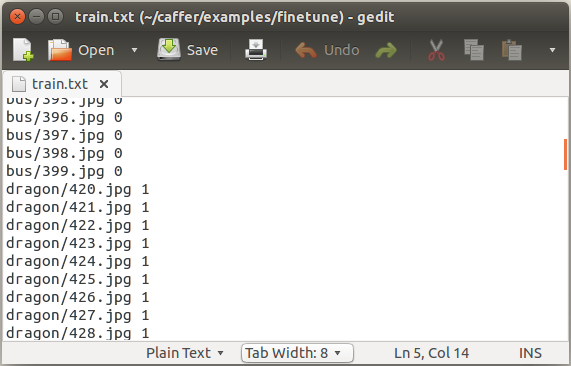 train.txt (~/caffer/examples/finetune) - gedit
Open Save Undo
train.txt
bus/395.jpg 0
bus/396.jpg 0
bus/397.jpg 0
bus/398.jpg 0
bus/399.jpg 0
dragon/420.jpg 1
dragon/421.jpg 1
dragon/422.jpg 1
dragon/423.jpg 1
dragon/424.jpg 1
dragon/425.jpg 1
dragon/426.jpg 1
dragon/427.jpg 1
dragon/428.jpg 1
Plain Text Tab Width: 8 Ln 5, Col 14 INS